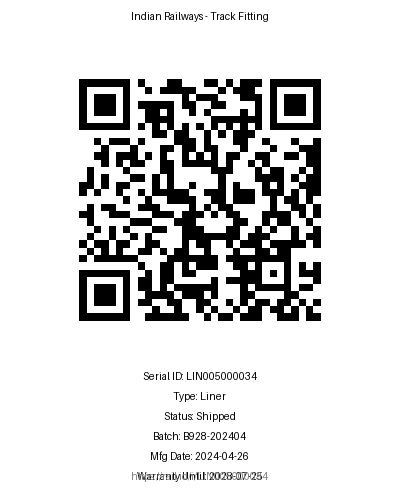 Indian Railways - Track Fitting
Serial ID: LIN005000034
Type: Liner
Status: Shipped
Batch: B928-202404
Mfg Date: 2024-04-26
Warranty Until: 2028-07-25